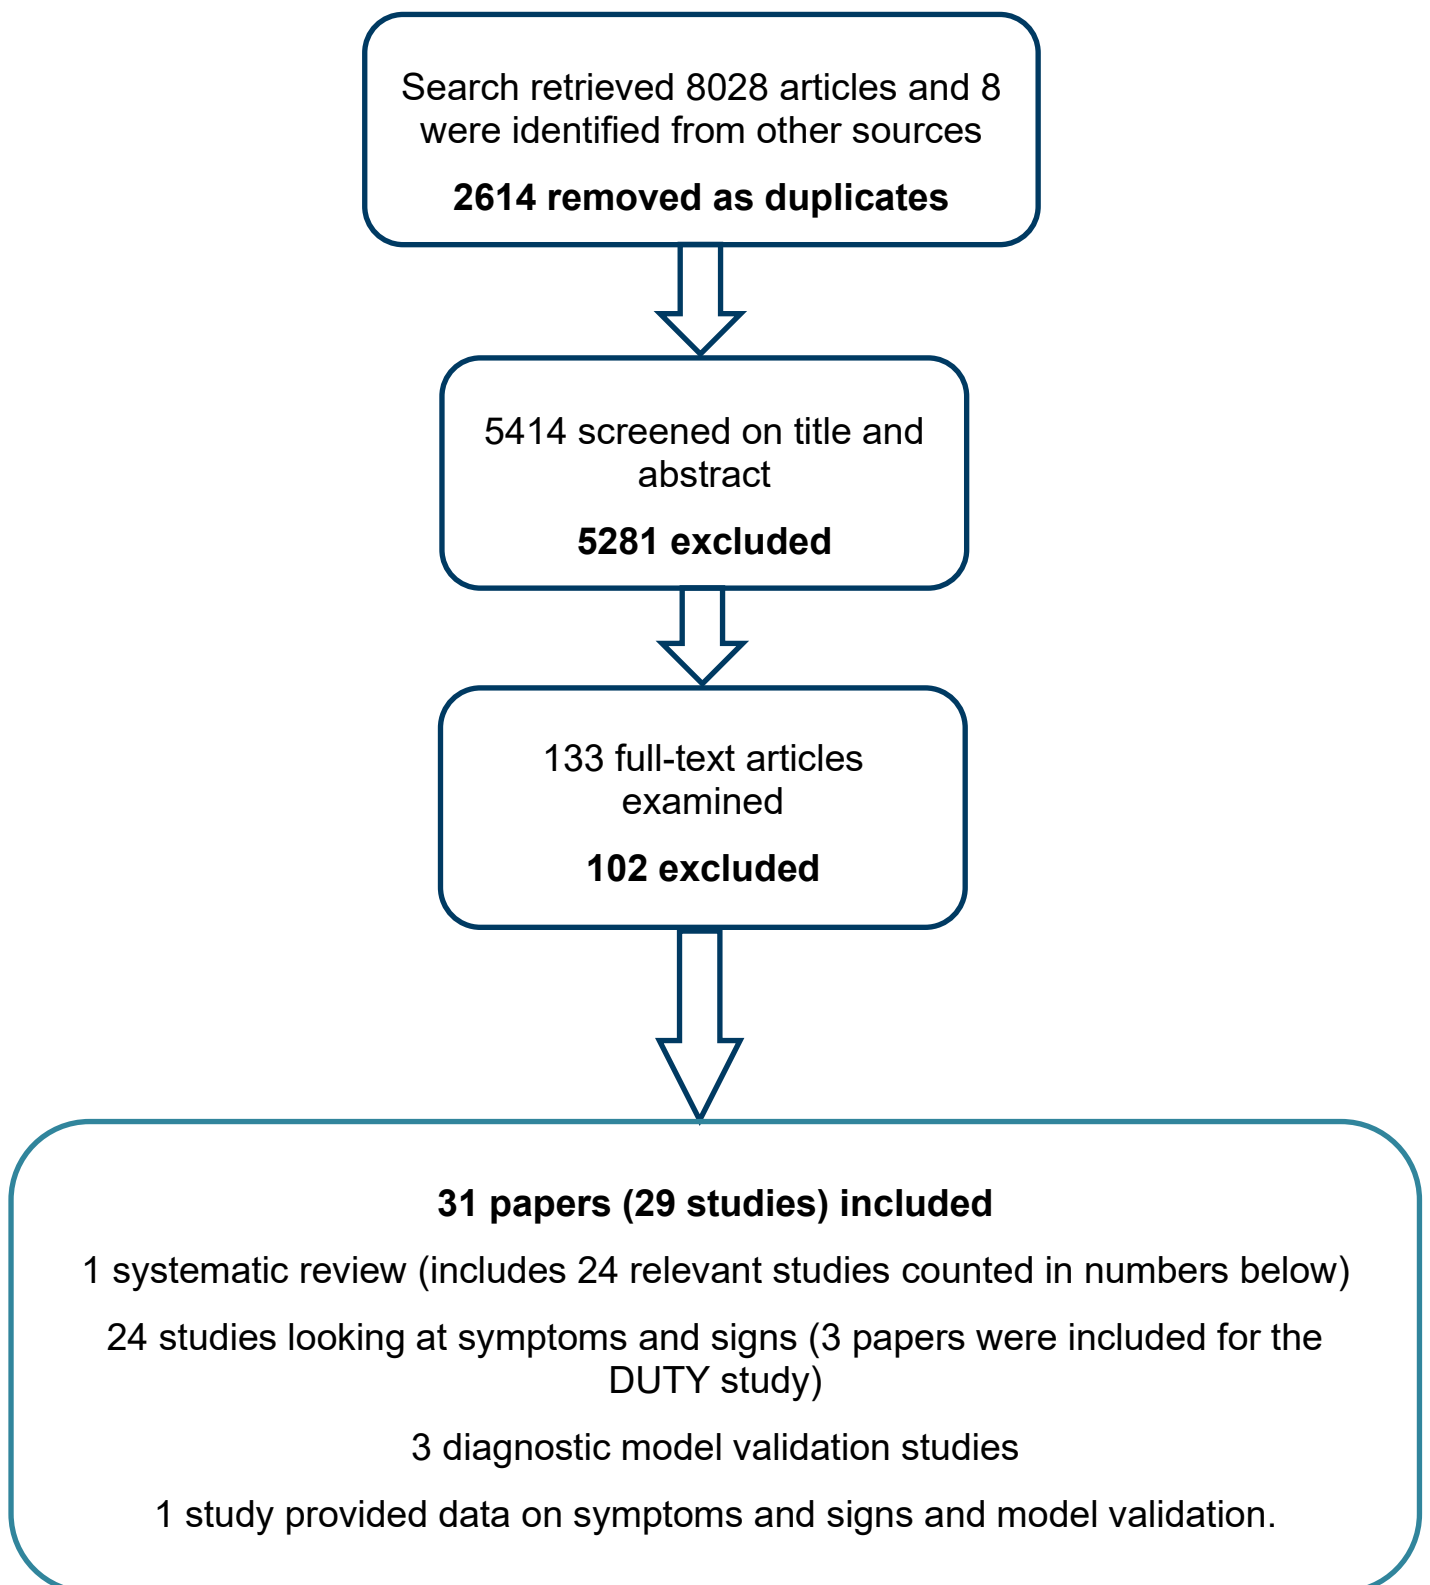 Search retrieved 8028 articles and 8
were identified from other sources
2614 removed as duplicates
5414 screened on title and
abstract
5281 excluded
133 full-text articles
examined
102 excluded
31 papers (29 studies) included
1 systematic review (includes 24 relevant studies counted in numbers below)
24 studies looking at symptoms and signs (3 papers were included for the
DUTY study)
3 diagnostic model validation studies
1 study provided data on symptoms and signs and model validation.